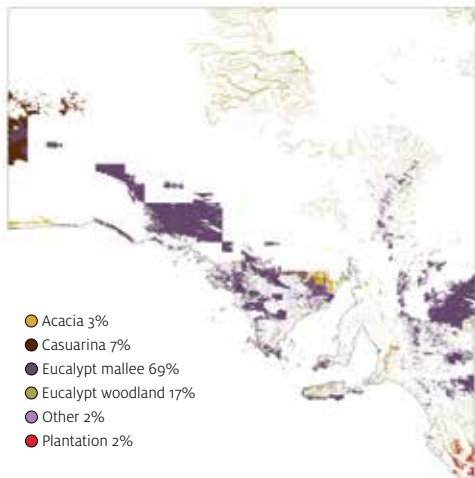 Acacia 3%
Casuarina 7%
Eucalypt mallee 69%
Eucalypt woodland 17%
Other 2%
Plantation 2%